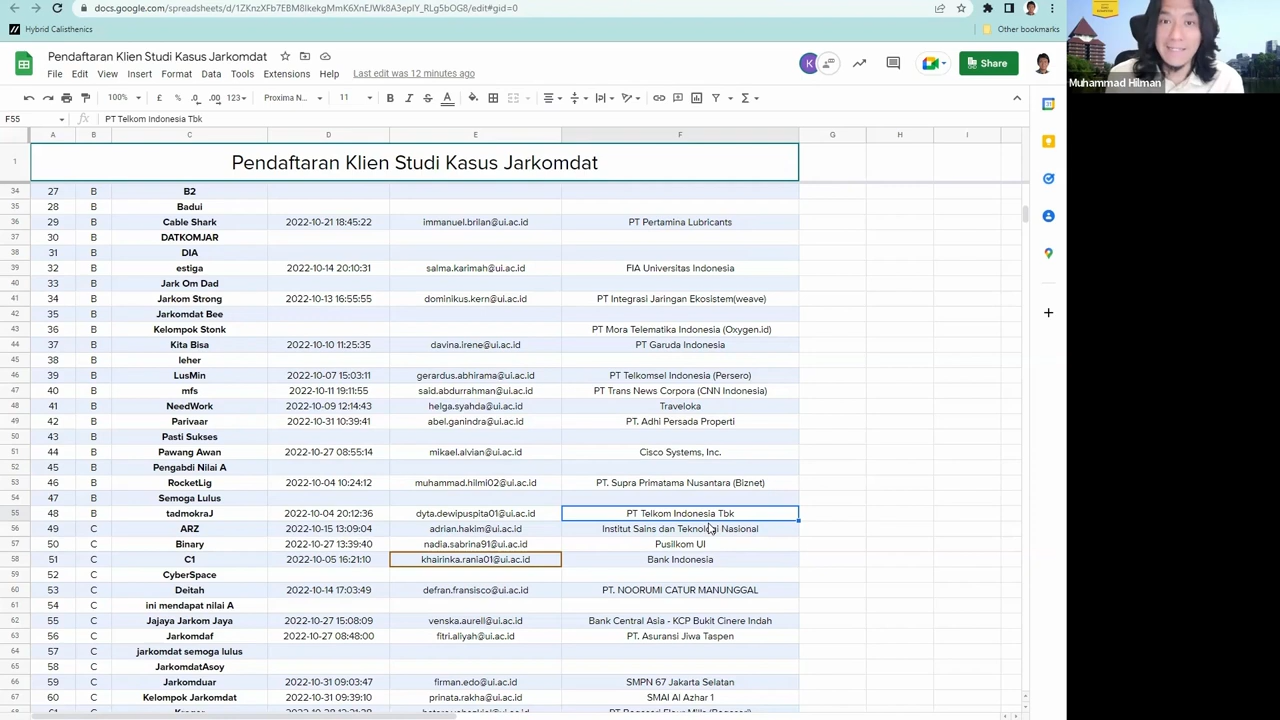 docs.google.com/spreadsheets/d/1ZKnzXFb7EBM8IkekgMmK6XnEJWk8A3epIY_RLg5bOG8/edit#gid=0
Hybrid Calisthenics
Other bookmarks
Pendaftaran Klien Studi Kasus Jarkomdat
File Edit View Insert Format Data Tools Extensions Help Last edit was 12 minutes ago
K
Share
Muhammad Hilman
100% £ % .0 .00 123 Proxima N... 11
F55 fx PT Telkom Indonesia Tbk
A B C D E F G H I
1 Pendaftaran Klien Studi Kasus Jarkomdat
34 27 B B2
35 28 B Badui
36 29 B Cable Shark 2022-10-21 18:45:22 immanuel.brilan@ui.ac.id PT Pertamina Lubricants
37 30 B DATKOMJAR
38 31 B DIA
39 32 B estiga 2022-10-14 20:10:31 salma.karimah@ui.ac.id FIA Universitas Indonesia
40 33 B Jark Om Dad
41 34 B Jarkom Strong 2022-10-13 16:55:55 dominikus.kern@ui.ac.id PT Integrasi Jaringan Ekosistem(weave)
42 35 B Jarkomdat Bee
43 36 B Kelompok Stonk PT Mora Telematika Indonesia (Oxygen.id)
44 37 B Kita Bisa 2022-10-10 11:25:35 davina.irene@ui.ac.id PT Garuda Indonesia
45 38 B leher
46 39 B LusMin 2022-10-07 15:03:11 gerardus.abhirama@ui.ac.id PT Telkomsel Indonesia (Persero)
47 40 B mfs 2022-10-11 19:11:55 said.abdurrahman@ui.ac.id PT Trans News Corpora (CNN Indonesia)
48 41 B NeedWork 2022-10-09 12:14:43 helga.syahda@ui.ac.id Traveloka
49 42 B Parivaar 2022-10-31 10:39:41 abel.ganindra@ui.ac.id PT. Adhi Persada Properti
50 43 B Pasti Sukses
51 44 B Pawang Awan 2022-10-27 08:55:14 mikael.alvian@ui.ac.id Cisco Systems, Inc.
52 45 B Pengabdi Nilai A
53 46 B RocketLig 2022-10-04 10:24:12 muhammad.hilmi02@ui.ac.id PT. Supra Primatama Nusantara (Biznet)
54 47 B Semoga Lulus
55 48 B tadmokraJ 2022-10-04 20:12:36 dyta.dewipuspita01@ui.ac.id PT Telkom Indonesia Tbk
56 49 C ARZ 2022-10-15 13:09:04 adrian.hakim@ui.ac.id Institut Sains dan Teknologi Nasional
57 50 C Binary 2022-10-27 13:39:40 nadia.sabrina91@ui.ac.id Pusilkom UI
58 51 C C1 2022-10-05 16:21:10 khairinka.rania01@ui.ac.id Bank Indonesia
59 52 C CyberSpace
60 53 C Deitah 2022-10-14 17:03:49 defran.fransisco@ui.ac.id PT. NOORUMI CATUR MANUNGGAL
61 54 C ini mendapat nilai A
62 55 C Jajaya Jarkom Jaya 2022-10-27 15:08:09 venska.aurell@ui.ac.id Bank Central Asia - KCP Bukit Cinere Indah
63 56 C Jarkomdaf 2022-10-27 08:48:00 fitri.aliyah@ui.ac.id PT. Asuransi Jiwa Taspen
64 57 C jarkomdat semoga lulus
65 58 C JarkomdatAsoy
66 59 C Jarkomduar 2022-10-31 09:03:47 firman.edo@ui.ac.id SMPN 67 Jakarta Selatan
67 60 C Kelompok Jarkomdat 2022-10-31 09:39:10 prinata.rakha@ui.ac.id SMAI Al Azhar 1